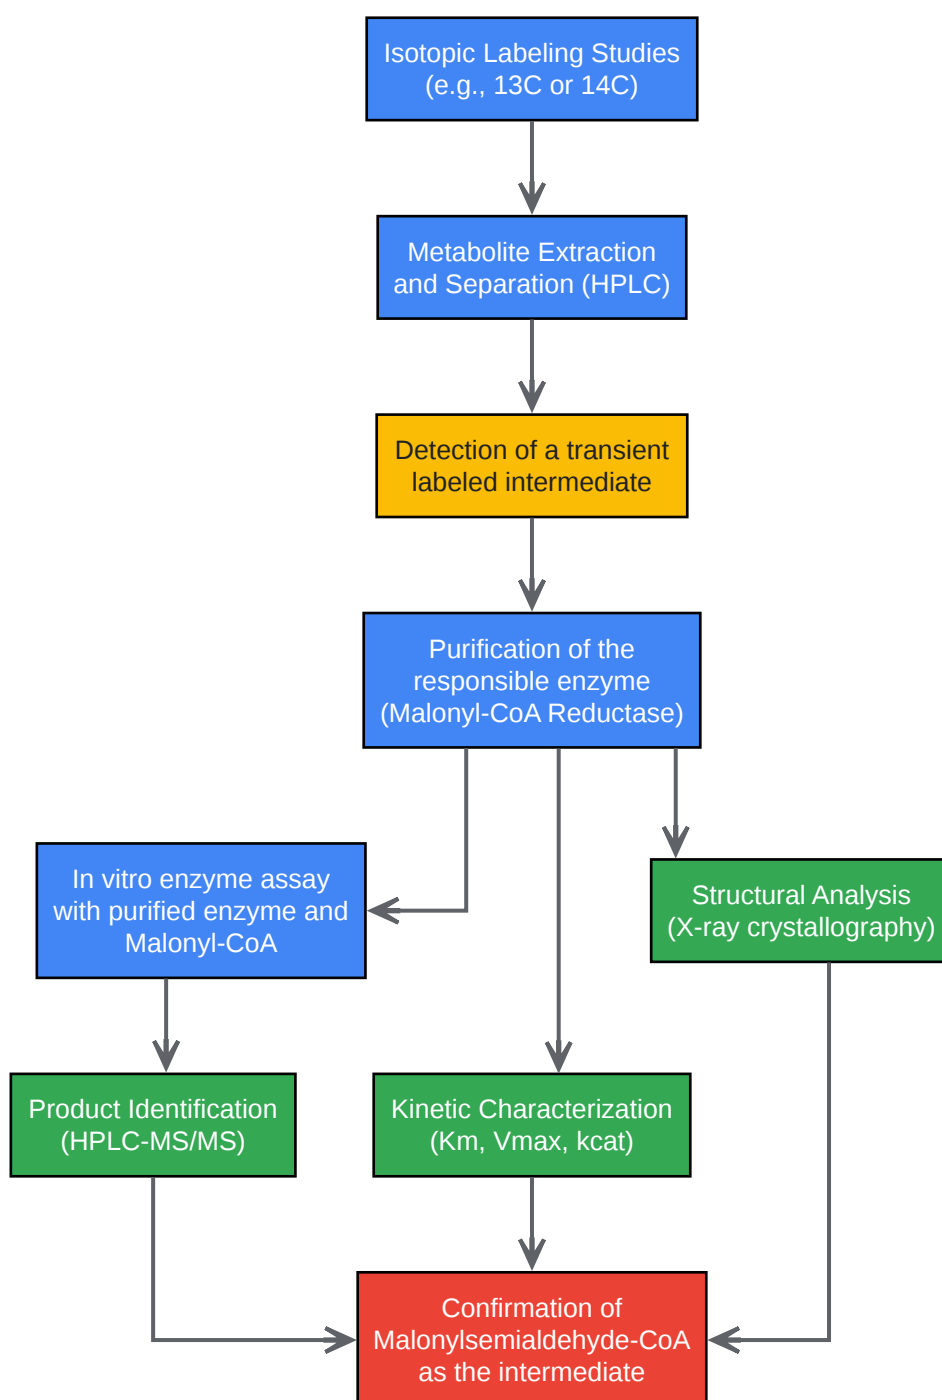 Isotopic Labeling Studies
(e.g., 13C or 14C)
Metabolite Extraction
and Separation (HPLC)
Detection of a transient
labeled intermediate
Purification of the
responsible enzyme
(Malonyl-CoA Reductase)
In vitro enzyme assay
with purified enzyme and
Malonyl-CoA
Structural Analysis
(X-ray crystallography)
Product Identification
(HPLC-MS/MS)
Kinetic Characterization
(Km, Vmax, kcat)
Confirmation of
Malonylsemialdehyde-CoA
as the intermediate